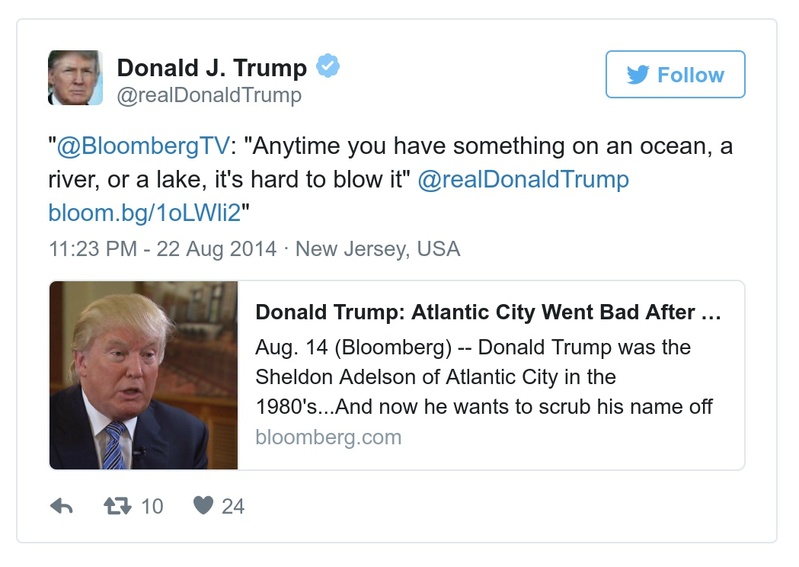 Donald J. Trump
@realDonaldTrump
Follow
"@BloombergTV: "Anytime you have something on an ocean, a
river, or a lake, it's hard to blow it" @realDonaldTrump
bloom.bg/1oLWli2"
11:23 PM - 22 Aug 2014 · New Jersey, USA
Donald Trump: Atlantic City Went Bad After ...
Aug. 14 (Bloomberg) -- Donald Trump was the
Sheldon Adelson of Atlantic City in the
1980's...And now he wants to scrub his name off
bloomberg.com
10
24